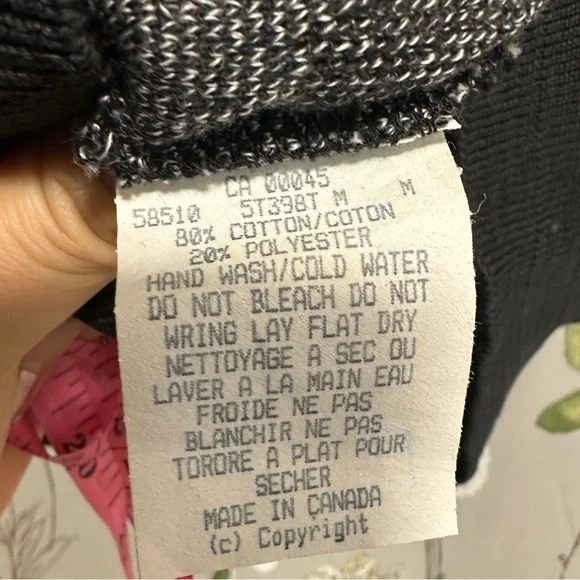 CA 00045
58510 5T398T M M
80% COTTON/COTON
20% POLYESTER
HAND WASH/COLD WATER
DO NOT BLEACH DO NOT
WRING LAY FLAT DRY
NETTOYAGE A SEC OU
LAVER A LA MAIN EAU
FROIDE NE PAS
BLANCHIR NE PAS
TORDRE A PLAT POUR
SECHER
MADE IN CANADA
(c) Copyright